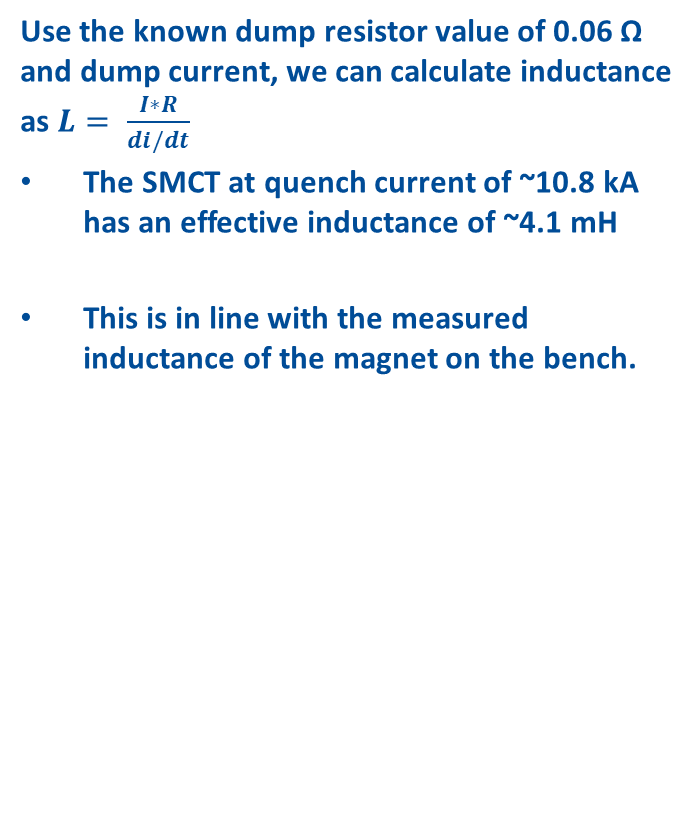 Use the known dump resistor value of 0.06 Ω
and dump current, we can calculate inductance
as L = I∗R / di/dt
• The SMCT at quench current of ~10.8 kA
has an effective inductance of ~4.1 mH
• This is in line with the measured
inductance of the magnet on the bench.